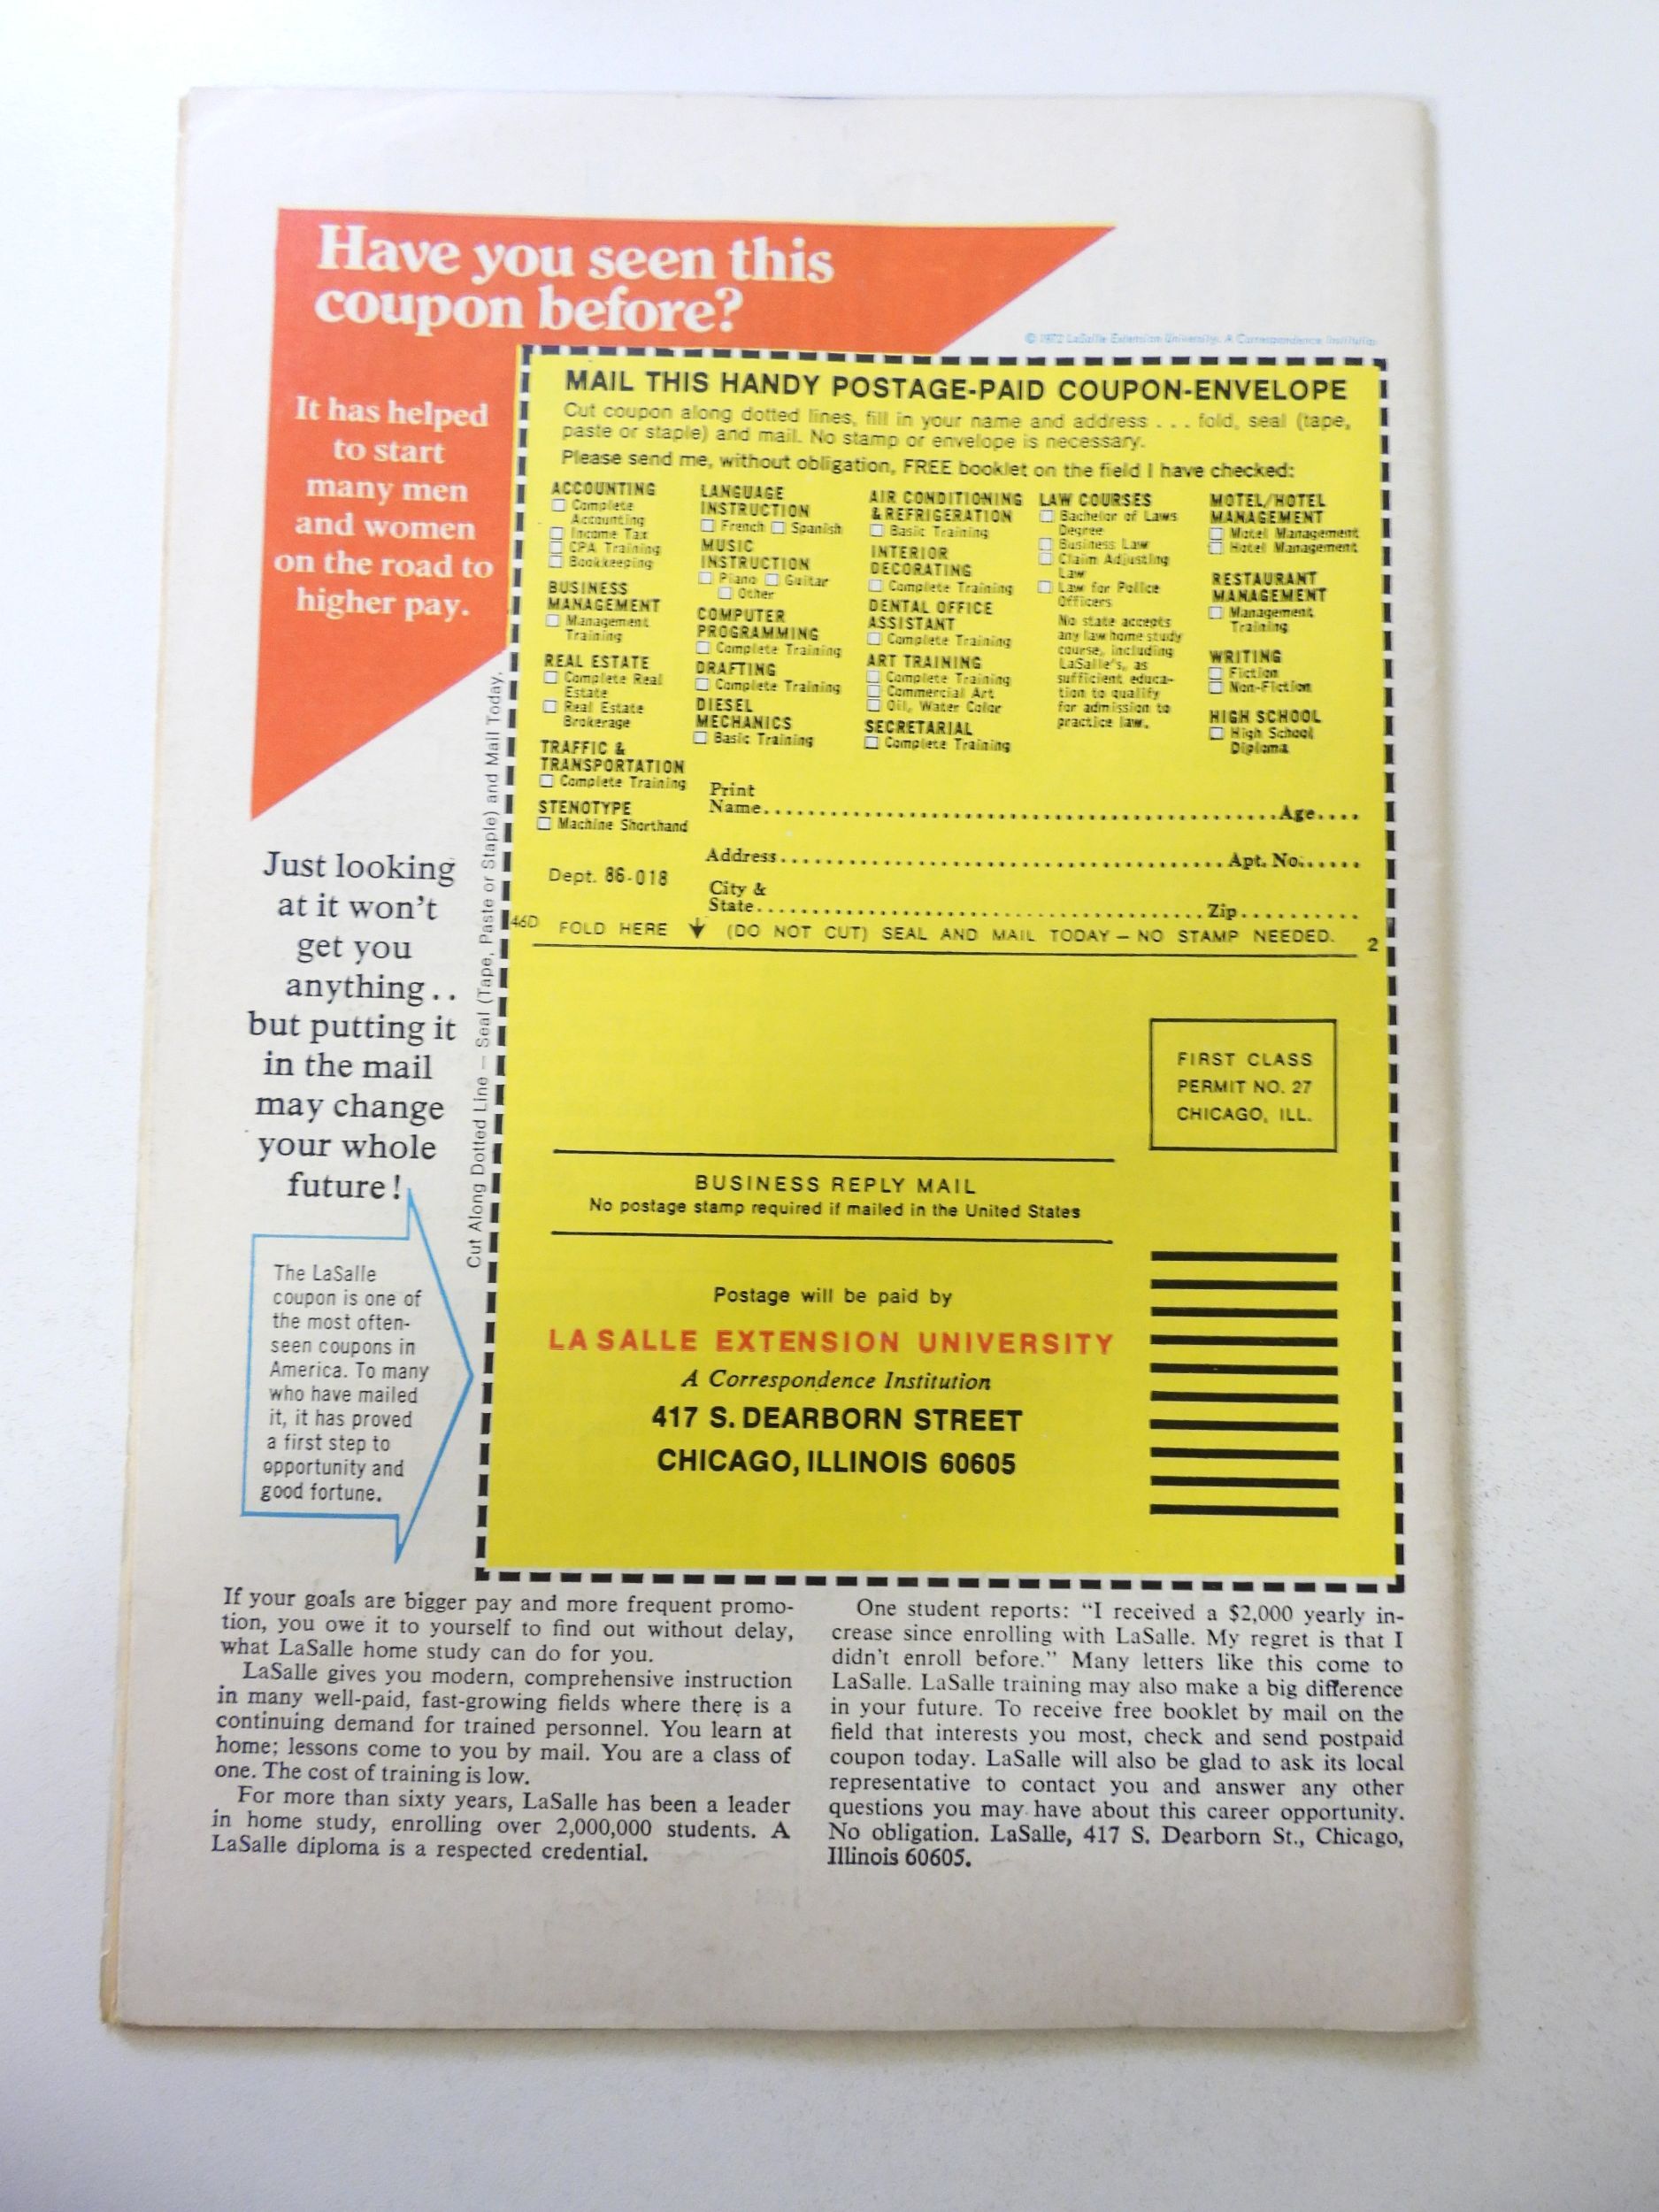 Have you seen this
coupon before?
It has helped
to start
many men
and women
on the road to
higher pay.
© 1972 LaSalle Extension University. A Correspondence Institution
MAIL THIS HANDY POSTAGE-PAID COUPON-ENVELOPE
Cut coupon along dotted lines, fill in your name and address . . . fold, seal (tape,
paste or staple) and mail. No stamp or envelope is necessary.
Please send me, without obligation, FREE booklet on the field I have checked:
ACCOUNTING
Complete
Accounting
Income Tax
CPA Training
Bookkeeping
BUSINESS
MANAGEMENT
Management
Training
REAL ESTATE
Complete Real
Estate
Real Estate
Brokerage
TRAFFIC &
TRANSPORTATION
Complete Training
STENOTYPE
Machine Shorthand
LANGUAGE
INSTRUCTION
French Spanish
MUSIC
INSTRUCTION
Piano Guitar
Other
COMPUTER
PROGRAMMING
Complete Training
DRAFTING
Complete Training
DIESEL
MECHANICS
Basic Training
AIR CONDITIONING
& REFRIGERATION
Basic Training
INTERIOR
DECORATING
Complete Training
DENTAL OFFICE
ASSISTANT
Complete Training
ART TRAINING
Complete Training
Commercial Art
Oil, Water Color
SECRETARIAL
Complete Training
LAW COURSES
Bachelor of Laws
Degree
Business Law
Claim Adjusting
Law
Law for Police
Officers
No state accepts
any law home study
course, including
LaSalle's, as
sufficient educa-
tion to qualify
for admission to
practice law.
MOTEL/HOTEL
MANAGEMENT
Motel Management
Hotel Management
RESTAURANT
MANAGEMENT
Management
Training
WRITING
Fiction
Non-Fiction
HIGH SCHOOL
High School
Diploma
Print
Name........Age....
Address........Apt. No......
Dept. 86-018
City &
State........Zip..........
46D FOLD HERE (DO NOT CUT) SEAL AND MAIL TODAY — NO STAMP NEEDED. 2
Cut Along Dotted Line — Seal (Tape, Paste or Staple) and Mail Today.
Just looking
at it won't
get you
anything..
but putting it
in the mail
may change
your whole
future!
The LaSalle
coupon is one of
the most often-
seen coupons in
America. To many
who have mailed
it, it has proved
a first step to
opportunity and
good fortune.
FIRST CLASS
PERMIT NO. 27
CHICAGO, ILL.
BUSINESS REPLY MAIL
No postage stamp required if mailed in the United States
Postage will be paid by
LA SALLE EXTENSION UNIVERSITY
A Correspondence Institution
417 S. DEARBORN STREET
CHICAGO, ILLINOIS 60605
If your goals are bigger pay and more frequent promo-
tion, you owe it to yourself to find out without delay,
what LaSalle home study can do for you.
LaSalle gives you modern, comprehensive instruction
in many well-paid, fast-growing fields where there is a
continuing demand for trained personnel. You learn at
home; lessons come to you by mail. You are a class of
one. The cost of training is low.
For more than sixty years, LaSalle has been a leader
in home study, enrolling over 2,000,000 students. A
LaSalle diploma is a respected credential.
One student reports: "I received a $2,000 yearly in-
crease since enrolling with LaSalle. My regret is that I
didn't enroll before." Many letters like this come to
LaSalle. LaSalle training may also make a big difference
in your future. To receive free booklet by mail on the
field that interests you most, check and send postpaid
coupon today. LaSalle will also be glad to ask its local
representative to contact you and answer any other
questions you may have about this career opportunity.
No obligation. LaSalle, 417 S. Dearborn St., Chicago,
Illinois 60605.